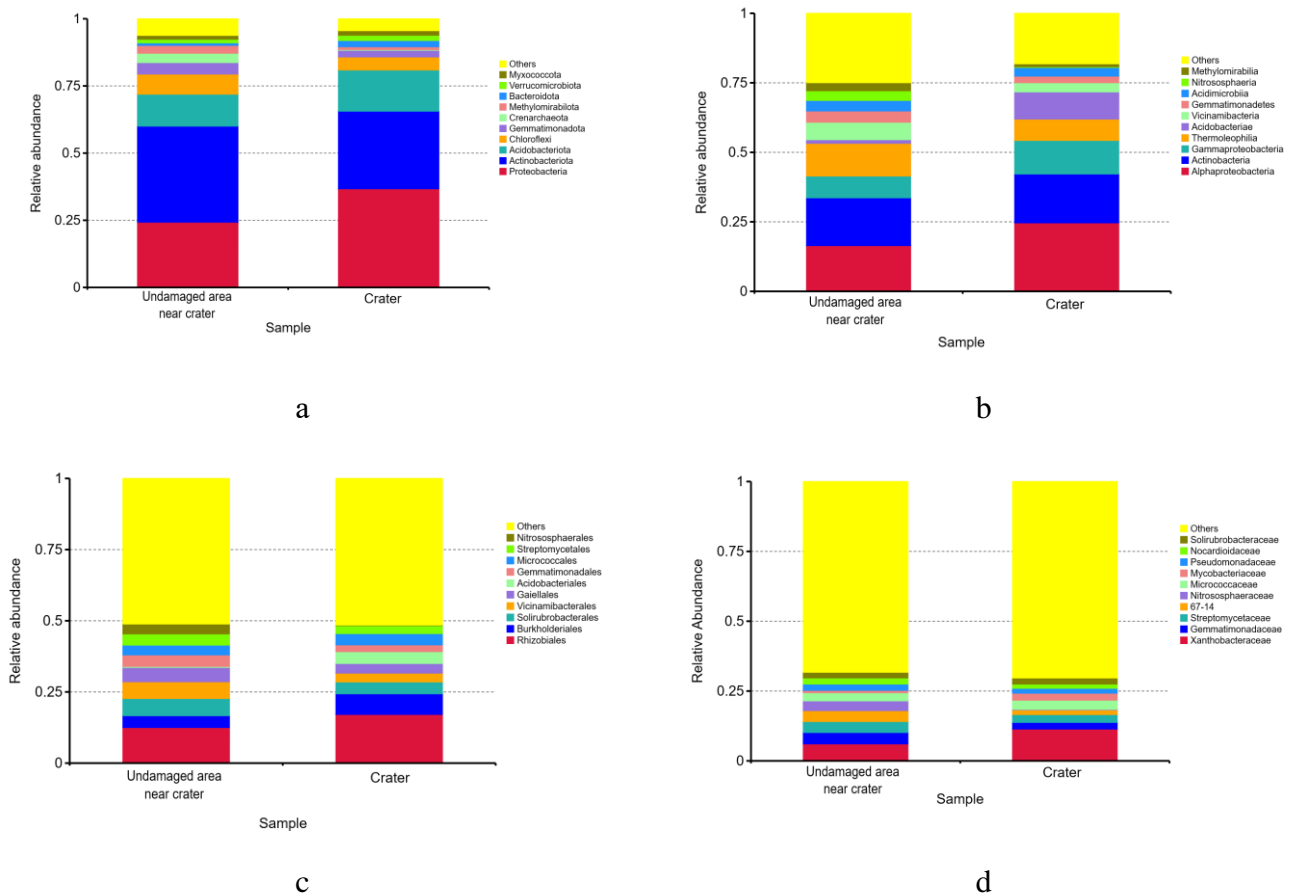 1
0.75
0.5
0.25
0
Relative abundance
Undamaged area
near crater
Crater
Sample
Others
Myxococcota
Verrucomicrobiota
Bacteroidota
Methylomirabilota
Crenarchaeota
Gemmatimonadota
Chloroflexi
Acidobacteriota
Actinobacteriota
Proteobacteria
a
1
0.75
0.5
0.25
0
Relative abundance
Undamaged area
near crater
Crater
Sample
Others
Methylomirabilia
Nitrososphaeria
Acidimicrobiia
Gemmatimonadetes
Vicinamibacteria
Acidobacteriae
Thermoleophilia
Gammaproteobacteria
Actinobacteria
Alphaproteobacteria
b
1
0.75
0.5
0.25
0
Relative abundance
Undamaged area
near crater
Crater
Sample
Others
Nitrososphaerales
Streptomycetales
Micrococcales
Gemmatimonadales
Acidobacteriales
Gaiellales
Vicinamibacterales
Solirubrobacterales
Burkholderiales
Rhizobiales
c
1
0.75
0.5
0.25
0
Relative Abundance
Undamaged area
near crater
Crater
Sample
Others
Solirubrobacteraceae
Nocardioidaceae
Pseudomonadaceae
Mycobacteriaceae
Micrococcaceae
Nitrososphaeraceae
67-14
Streptomycetaceae
Gemmatimonadaceae
Xanthobacteraceae
d